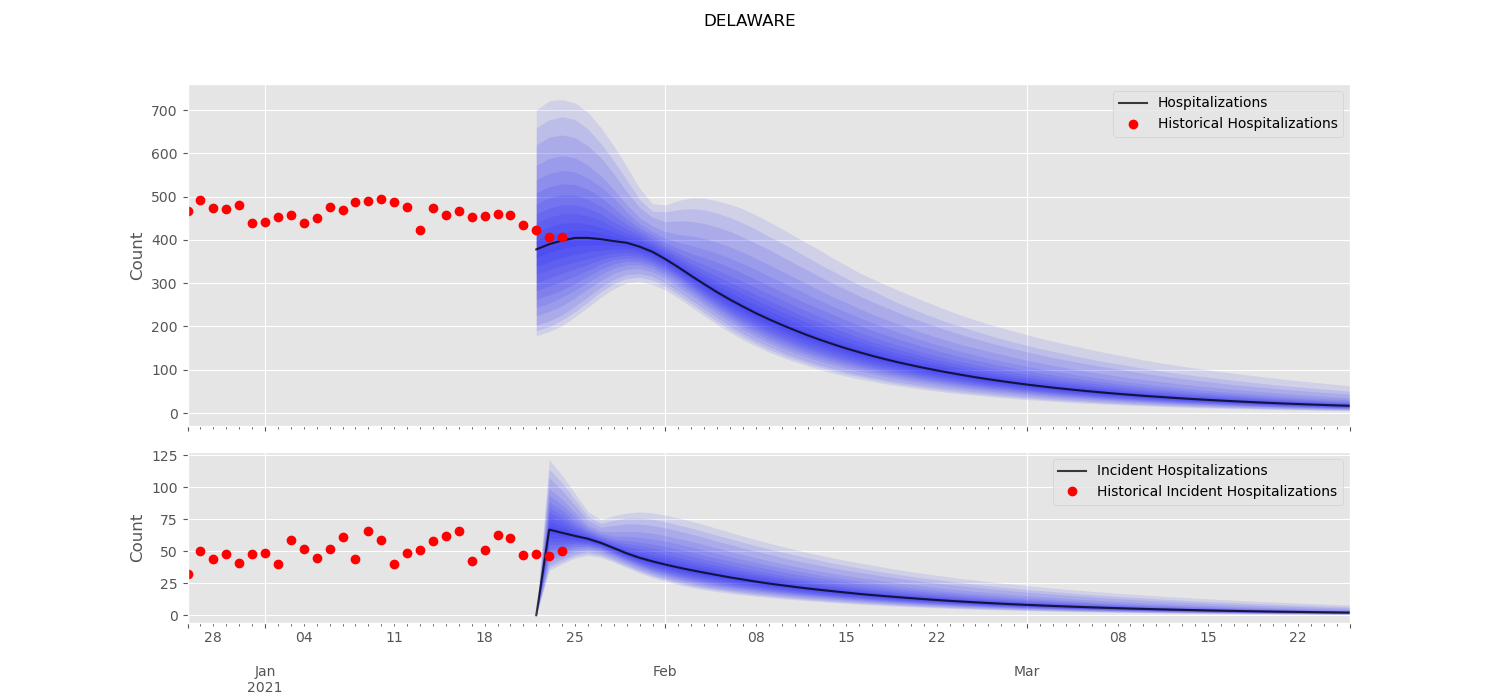 DELAWARE
Hospitalizations
Historical Hospitalizations
700
600
500
400
300
200
100
0
Count
Incident Hospitalizations
Historical Incident Hospitalizations
125
100
75
50
25
0
Count
28 04 11 18 25 08 15 22 08 15 22
Jan Feb Mar
2021